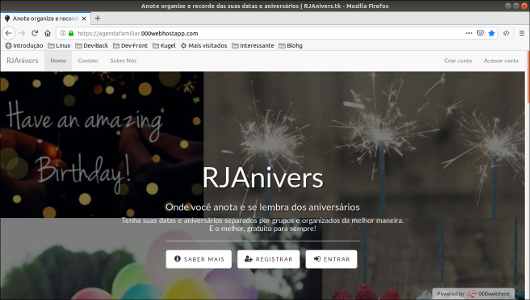 Anote organize e recorde das suas datas e aniversários | RJAnivers.tk - Mozilla Firefox
Anote organize e record
https://agendafamiliar.000webhostapp.com
Introdução Linux Dev-Back Dev-Front Kugel Mais visitados Interessante Blohg
RJAnivers Home Contato Sobre Nós Criar conta Acessar conta
Have an amazing
Birthday!
RJAnivers
Onde você anota e se lembra dos aniversários
Tenha suas datas e aniversários separados por grupos e organizados da melhor maneira.
E o melhor, gratuito para sempre!
SABER MAIS REGISTRAR ENTRAR
Powered by 000webhost